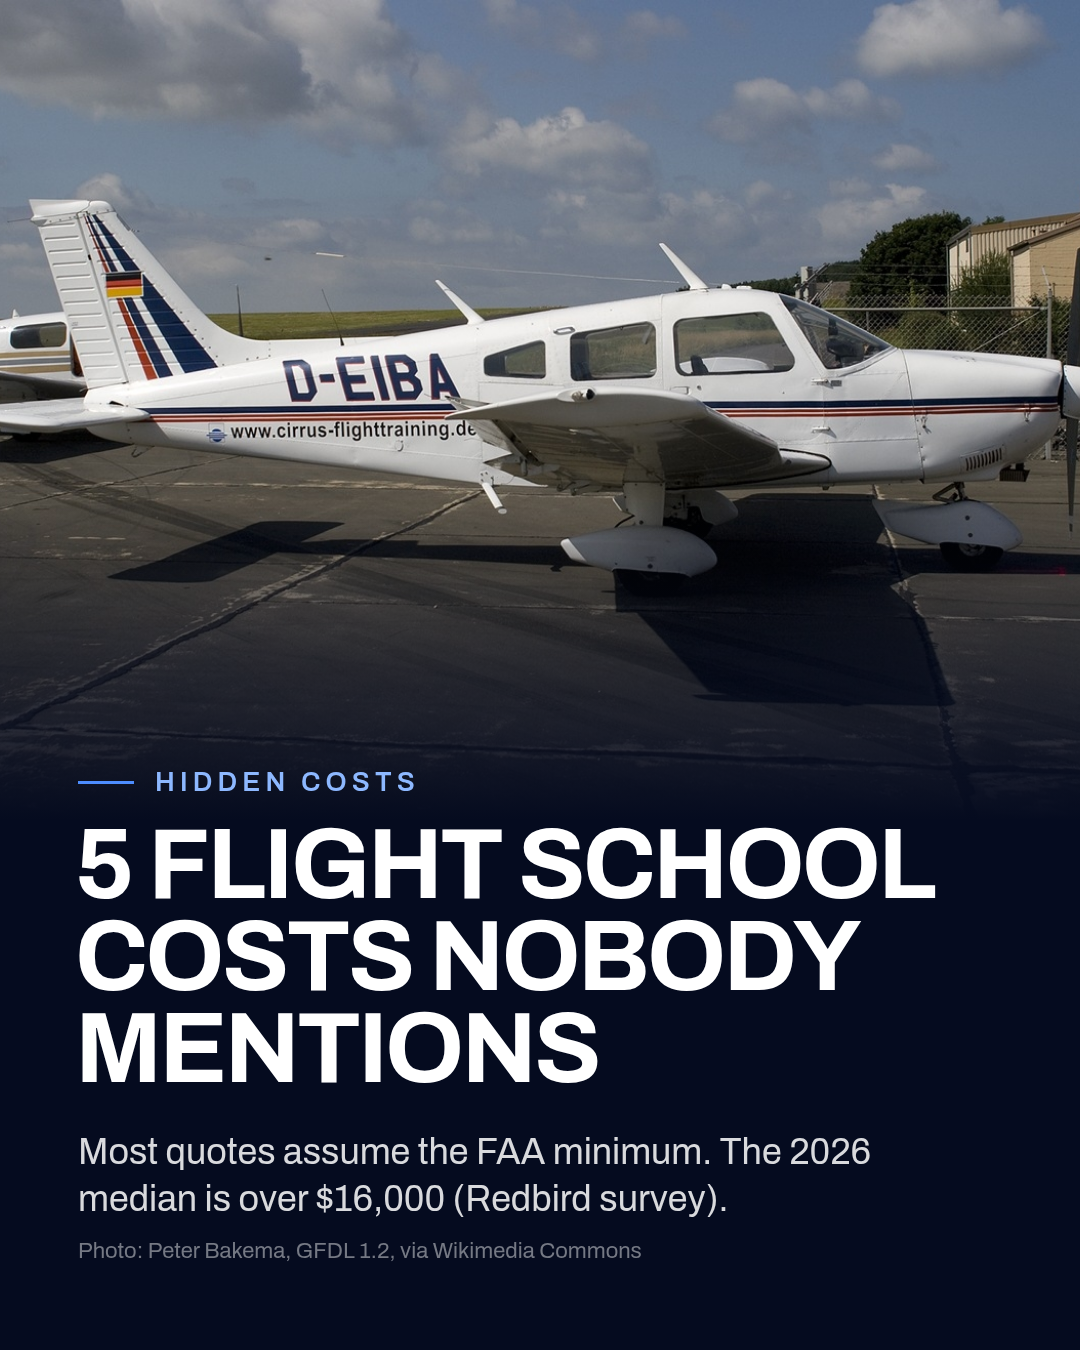 D-EIBA
www.cirrus-flighttraining.de
HIDDEN COSTS
5 FLIGHT SCHOOL
COSTS NOBODY
MENTIONS
Most quotes assume the FAA minimum. The 2026
median is over $16,000 (Redbird survey).
Photo: Peter Bakema, GFDL 1.2, via Wikimedia Commons